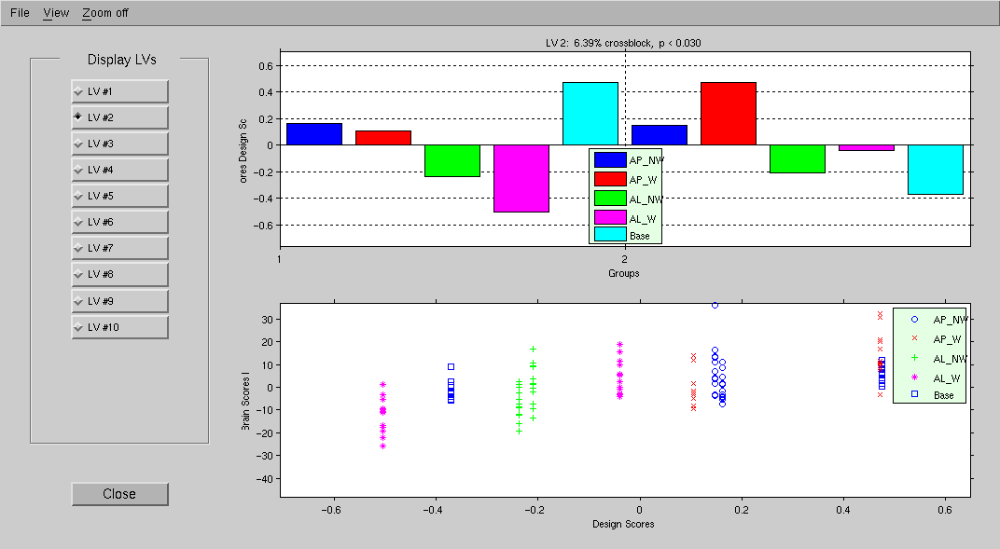 File View Zoom off
Display LVs
LV #1
LV #2
LV #3
LV #4
LV #5
LV #6
LV #7
LV #8
LV #9
LV #10
Close
LV 2: 6.39% crossblock, p < 0.030
ores Design Sc
0.6
0.4
0.2
0
−0.2
−0.4
−0.6
AP_NW
AP_W
AL_NW
AL_W
Base
1 2
Groups
Brain Scores I
30
20
10
0
−10
−20
−30
−40
AP_NW
AP_W
AL_NW
AL_W
Base
−0.6 −0.4 −0.2 0 0.2 0.4 0.6
Design Scores